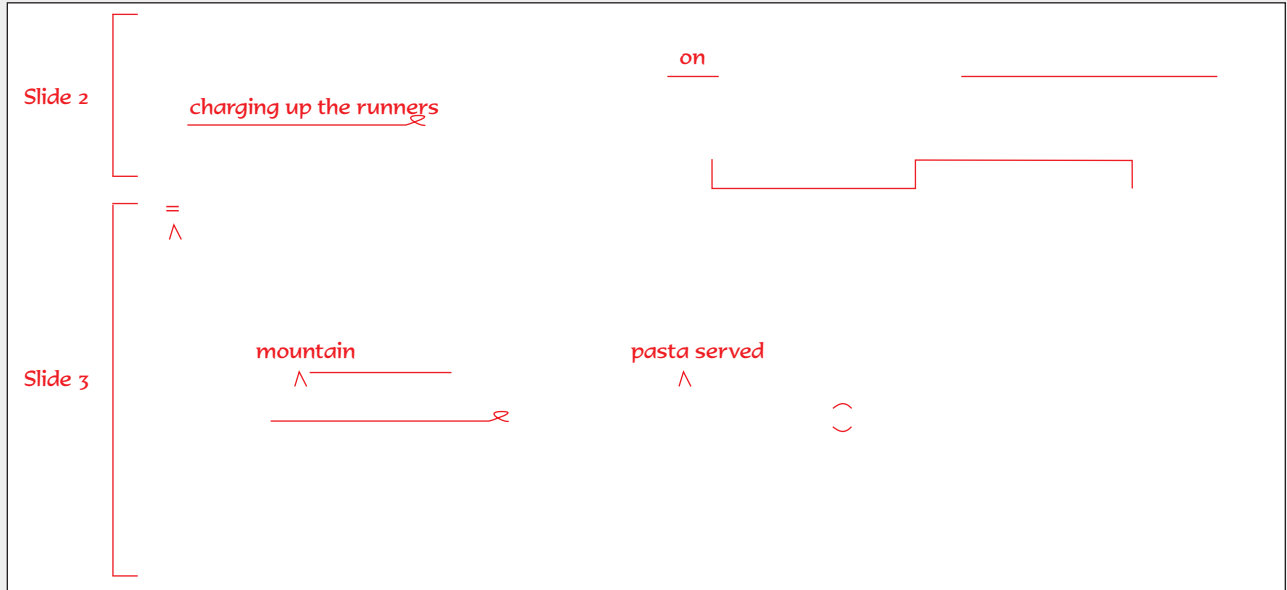 on
Slide 2
charging up the runners
=
mountain
pasta served
Slide 3